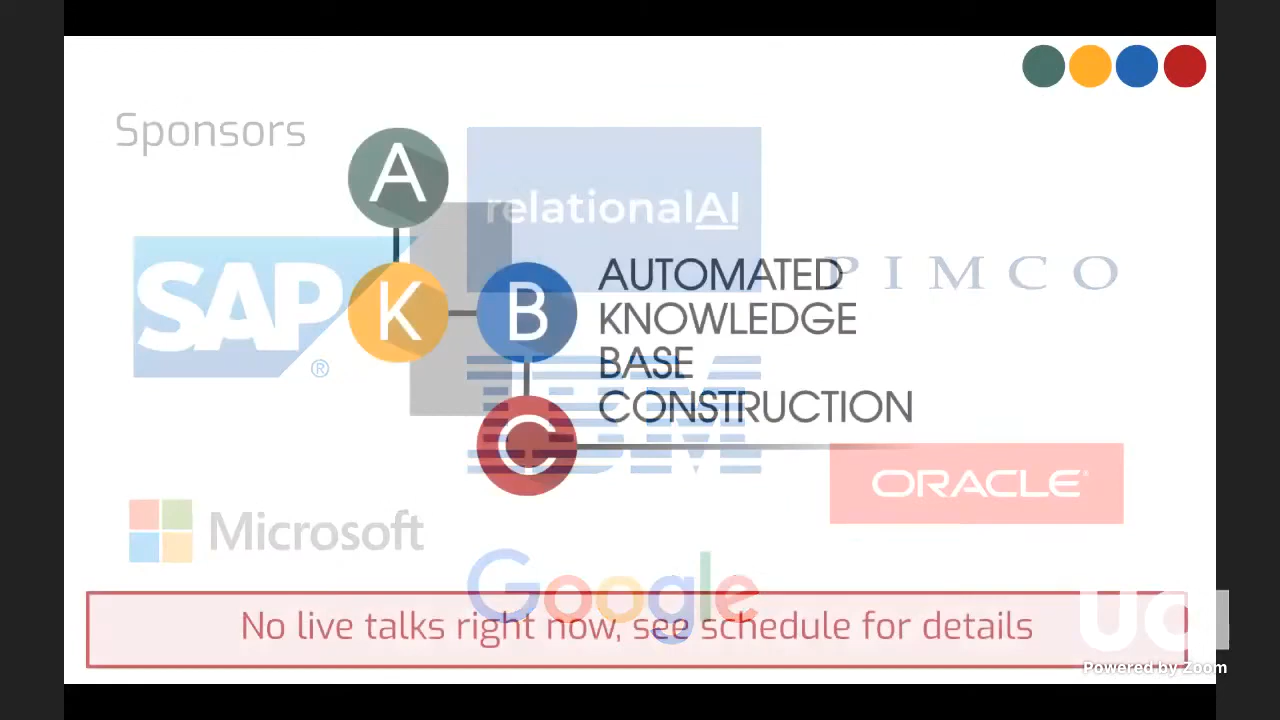 Sponsors
A
relationalAI
SAP
®
K
B
AUTOMATED
KNOWLEDGE
BASE
CONSTRUCTION
PIMCO
IBM
C
ORACLE®
Microsoft
Google
No live talks right now, see schedule for details
Powered by Zoom